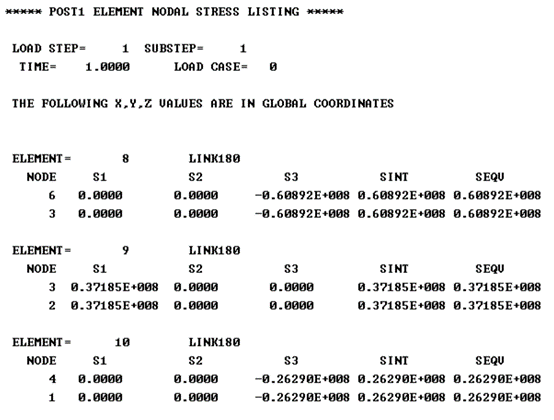 ***** POST1 ELEMENT NODAL STRESS LISTING *****
LOAD STEP= 1 SUBSTEP= 1
TIME= 1.0000 LOAD CASE= 0
THE FOLLOWING X,Y,Z VALUES ARE IN GLOBAL COORDINATES
ELEMENT= 8 LINK180
NODE S1 S2 S3 SINT SEQV
6 0.0000 0.0000 -0.60892E+008 0.60892E+008 0.60892E+008
3 0.0000 0.0000 -0.60892E+008 0.60892E+008 0.60892E+008
ELEMENT= 9 LINK180
NODE S1 S2 S3 SINT SEQV
3 0.37185E+008 0.0000 0.0000 0.37185E+008 0.37185E+008
2 0.37185E+008 0.0000 0.0000 0.37185E+008 0.37185E+008
ELEMENT= 10 LINK180
NODE S1 S2 S3 SINT SEQV
4 0.0000 0.0000 -0.26290E+008 0.26290E+008 0.26290E+008
1 0.0000 0.0000 -0.26290E+008 0.26290E+008 0.26290E+008